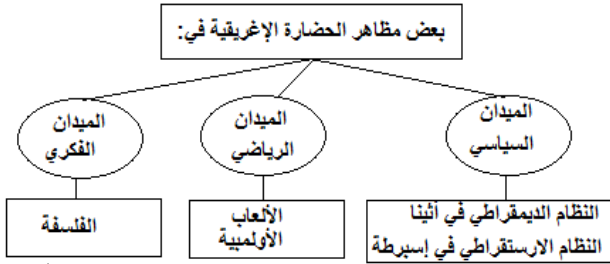 بعض مظاهر الحضارة الإغريقية في:
الميدان
السياسي
الميدان
الرياضي
الميدان
الفكري
النظام الديمقراطي في أثينا
النظام الارستقراطي في إسبرطة
الألعاب
الأولمبية
الفلسفة